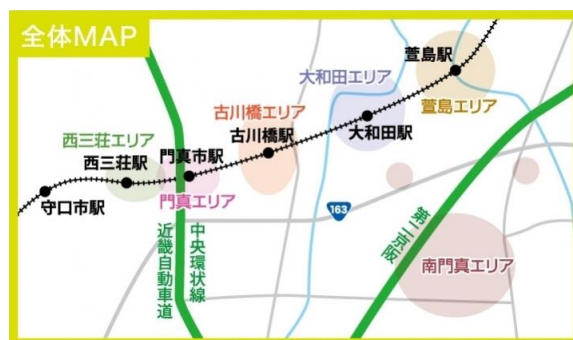 全体MAP
萱島駅
大和田エリア
萱島エリア
古川橋エリア
古川橋駅
大和田駅
西三荘エリア
西三荘駅
門真市駅
門真エリア
守口市駅
163
中央環状線
近畿自動車道
第二京阪
南門真エリア